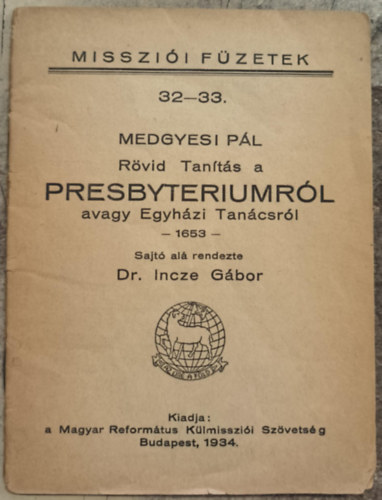 MISSZIÓI FÜZETEK
32—33.
MEDGYESI PÁL
Rövid Tanítás a
PRESBYTERIUMRÓL
avagy Egyházi Tanácsról
— 1653 —
Sajtó alá rendezte
Dr. Incze Gábor
Kiadja:
a Magyar Református Külmissziói Szövetség
Budapest, 1934.